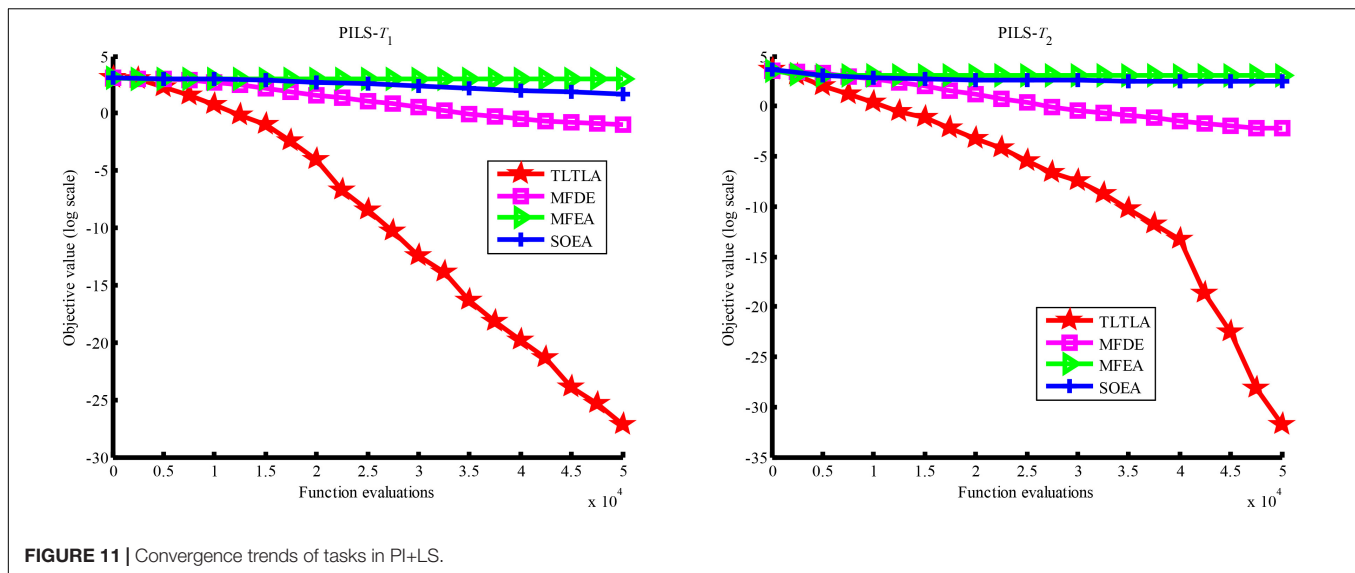 PILS-T1
5
0
-5
-10
-15
-20
-25
-30
Objective value (log scale)
0 0.5 1 1.5 2 2.5 3 3.5 4 4.5 5
Function evaluations
x 10^4
TLTLA
MFDE
MFEA
SOEA
PILS-T2
5
0
-5
-10
-15
-20
-25
-30
-35
Objective value (log scale)
0 0.5 1 1.5 2 2.5 3 3.5 4 4.5 5
Function evaluations
x 10^4
TLTLA
MFDE
MFEA
SOEA
FIGURE 11 | Convergence trends of tasks in PI+LS.